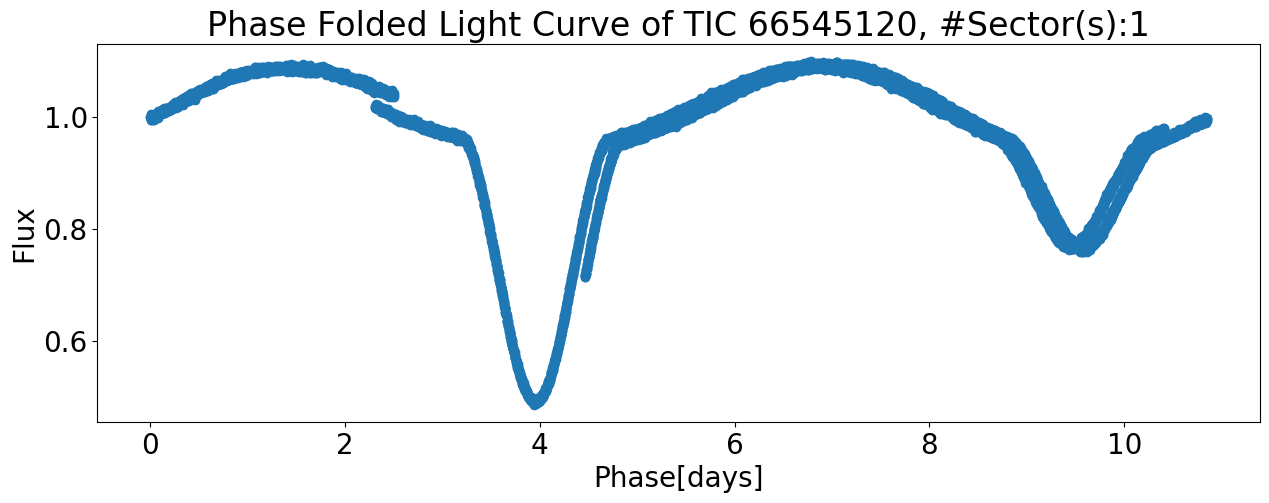 Phase Folded Light Curve of TIC 66545120, #Sector(s):1
1.0
0.8
0.6
Flux
0 2 4 6 8 10
Phase[days]